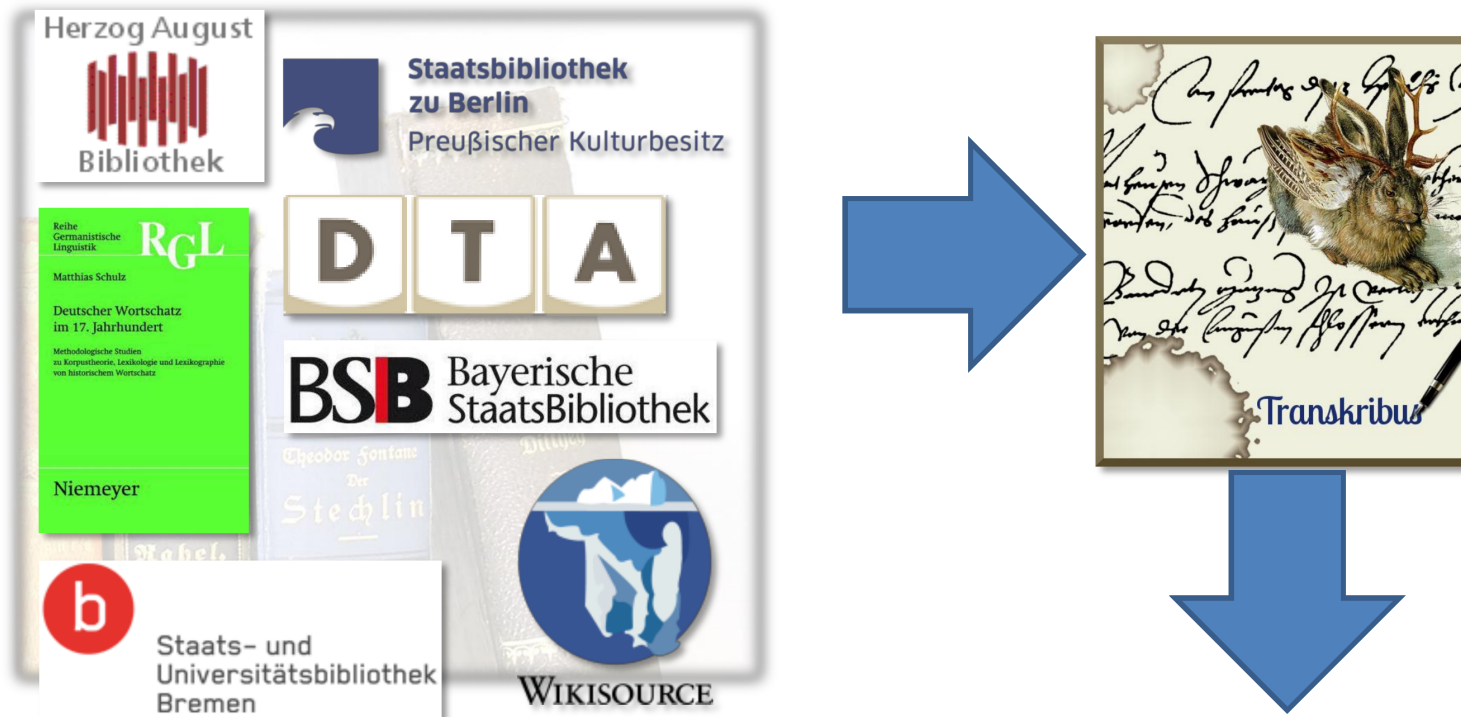 Herzog August
Bibliothek
Staatsbibliothek
zu Berlin
Preußischer Kulturbesitz
Reihe
Germanistische
Linguistik
RGL
Matthias Schulz
Deutscher Wortschatz
im 17. Jahrhundert
Methodologische Studien
zu Korpustheorie, Lexikologie und Lexikographie
von historischem Wortschatz
Niemeyer
DTA
BSB Bayerische
StaatsBibliothek
Theodor Fontane
Der
Stechlin
Dilthey
b
Staats- und
Universitätsbibliothek
Bremen
WIKISOURCE
Transkribus